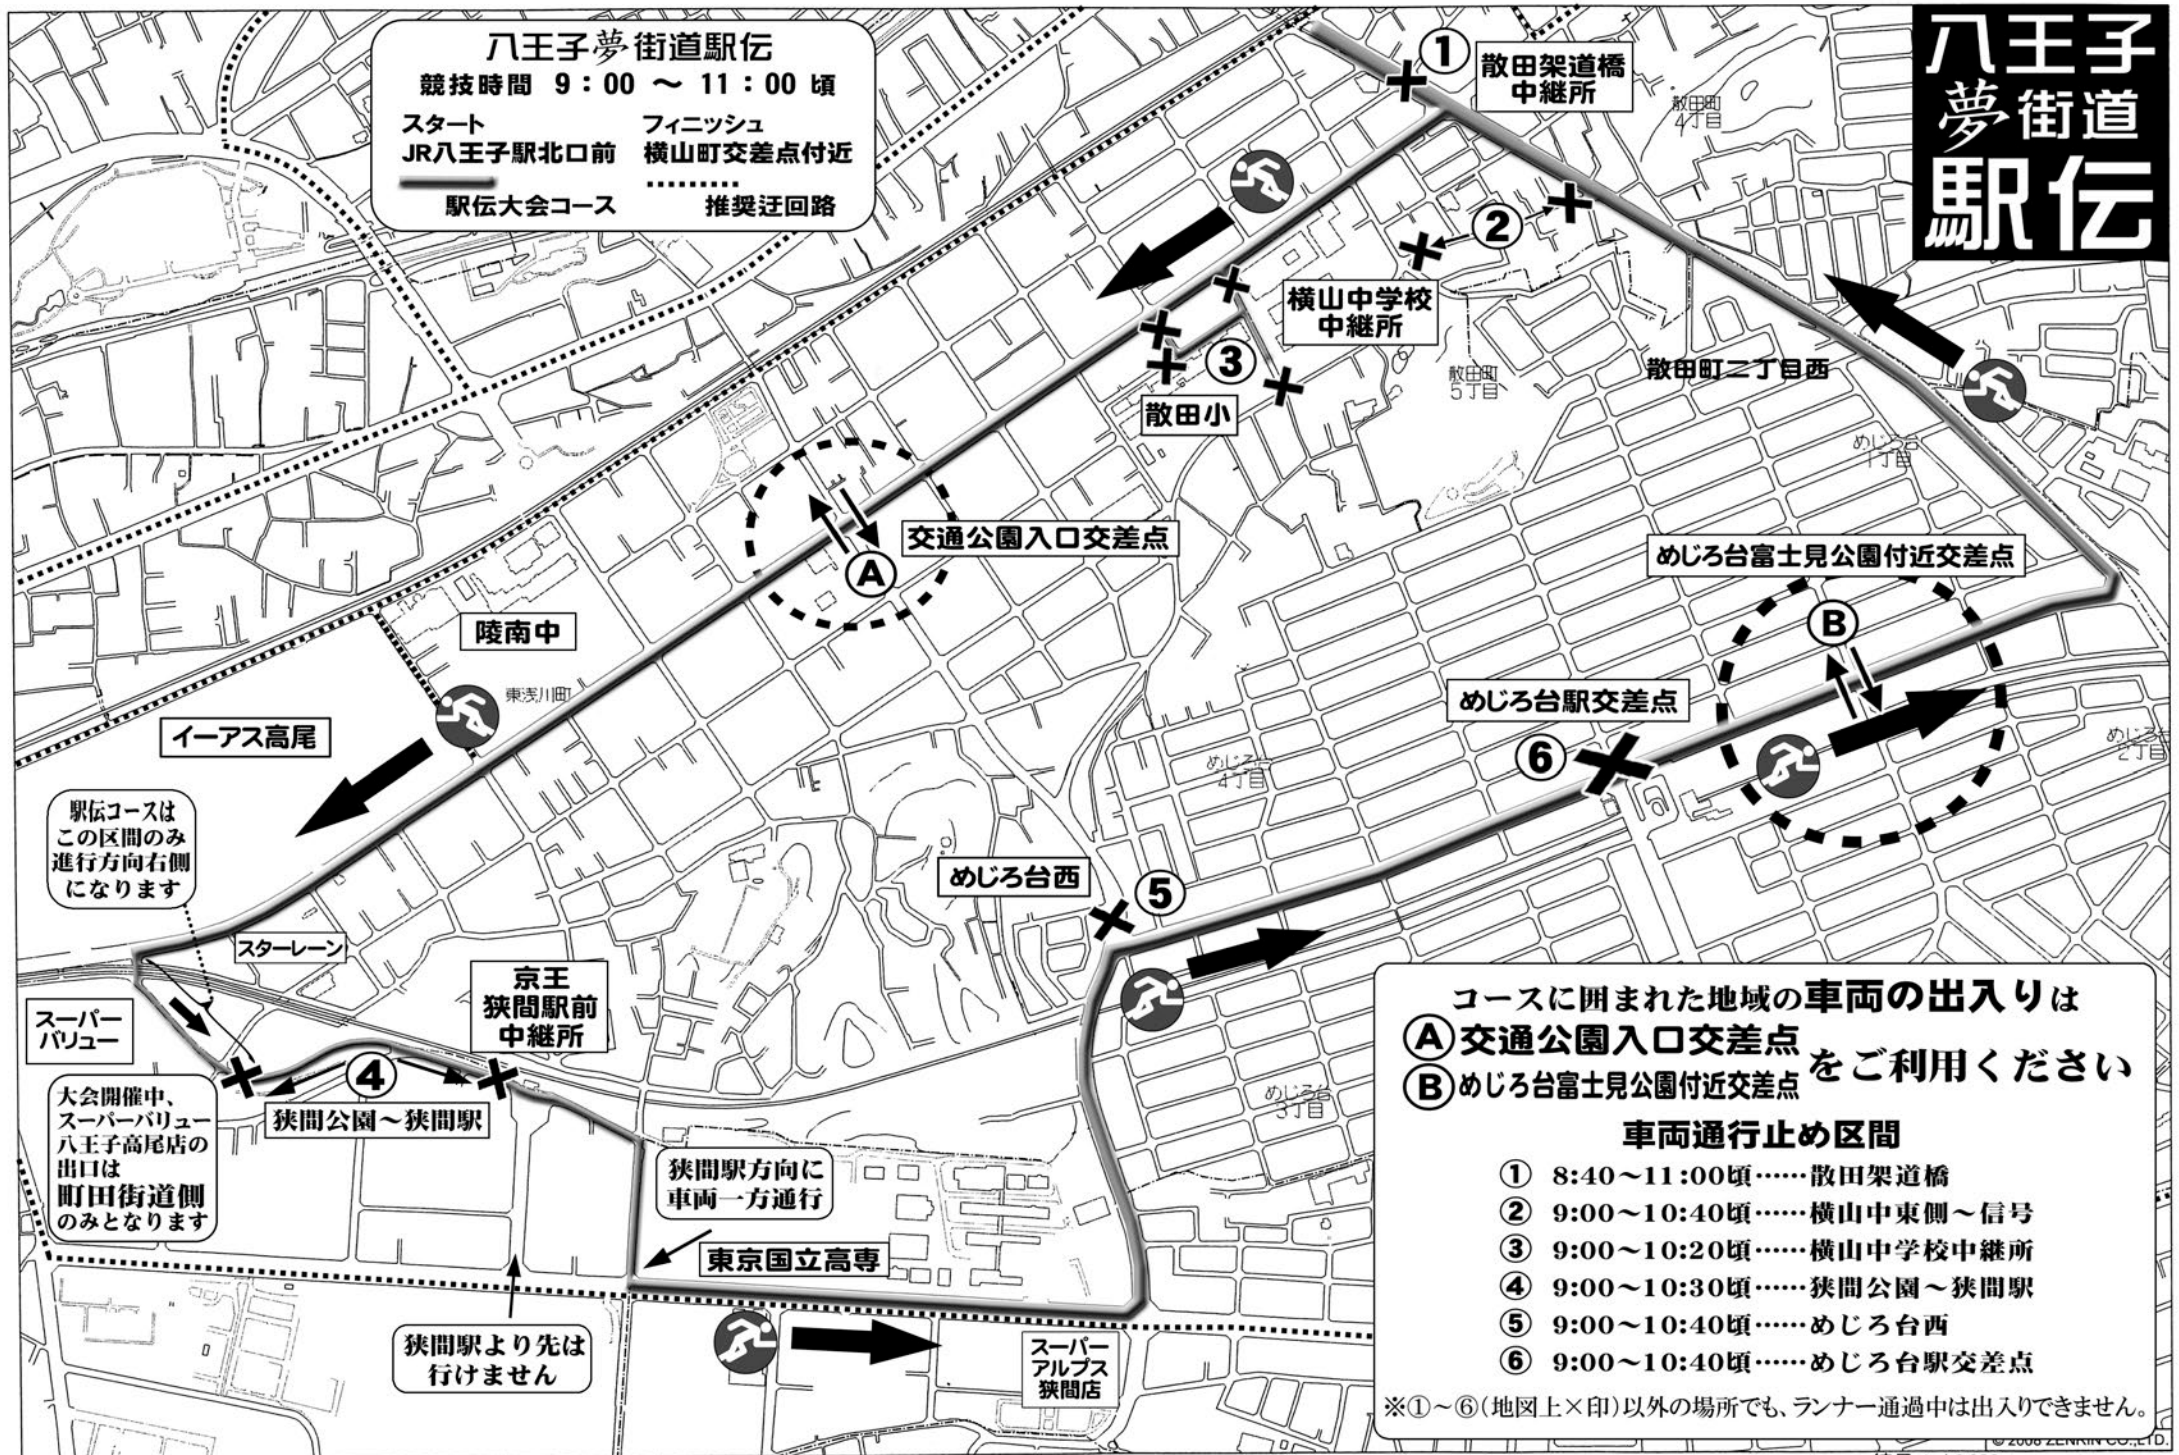 八王子夢街道駅伝
競技時間 9：00 ～ 11：00 頃
スタート
JR八王子駅北口前
フィニッシュ
横山町交差点付近
駅伝大会コース
推奨迂回路
八王子
夢街道
駅伝
①
散田架道橋
中継所
散田町
4丁目
②
横山中学校
中継所
③
散田小
散田町
5丁目
散田町二丁目西
めじろ台
1丁目
交通公園入口交差点
Ⓐ
めじろ台富士見公園付近交差点
Ⓑ
陵南中
東浅川町
イーアス高尾
めじろ台駅交差点
⑥
めじろ台
4丁目
めじろ台
2丁目
駅伝コースは
この区間のみ
進行方向右側
になります
めじろ台西
⑤
スターレーン
京王
狭間駅前
中継所
スーパー
バリュー
④
狭間公園～狭間駅
大会開催中、
スーパーバリュー
八王子高尾店の
出口は
町田街道側
のみとなります
めじろ台
3丁目
狭間駅方向に
車両一方通行
東京国立高専
狭間駅より先は
行けません
スーパー
アルプス
狭間店
コースに囲まれた地域の車両の出入りは
Ⓐ交通公園入口交差点
Ⓑめじろ台富士見公園付近交差点
をご利用ください
車両通行止め区間
① 8:40～11:00頃……散田架道橋
② 9:00～10:40頃……横山中東側～信号
③ 9:00～10:20頃……横山中学校中継所
④ 9:00～10:30頃……狭間公園～狭間駅
⑤ 9:00～10:40頃……めじろ台西
⑥ 9:00～10:40頃……めじろ台駅交差点
※①～⑥(地図上×印)以外の場所でも、ランナー通過中は出入りできません。
© 2008 ZENRIN CO., LTD.